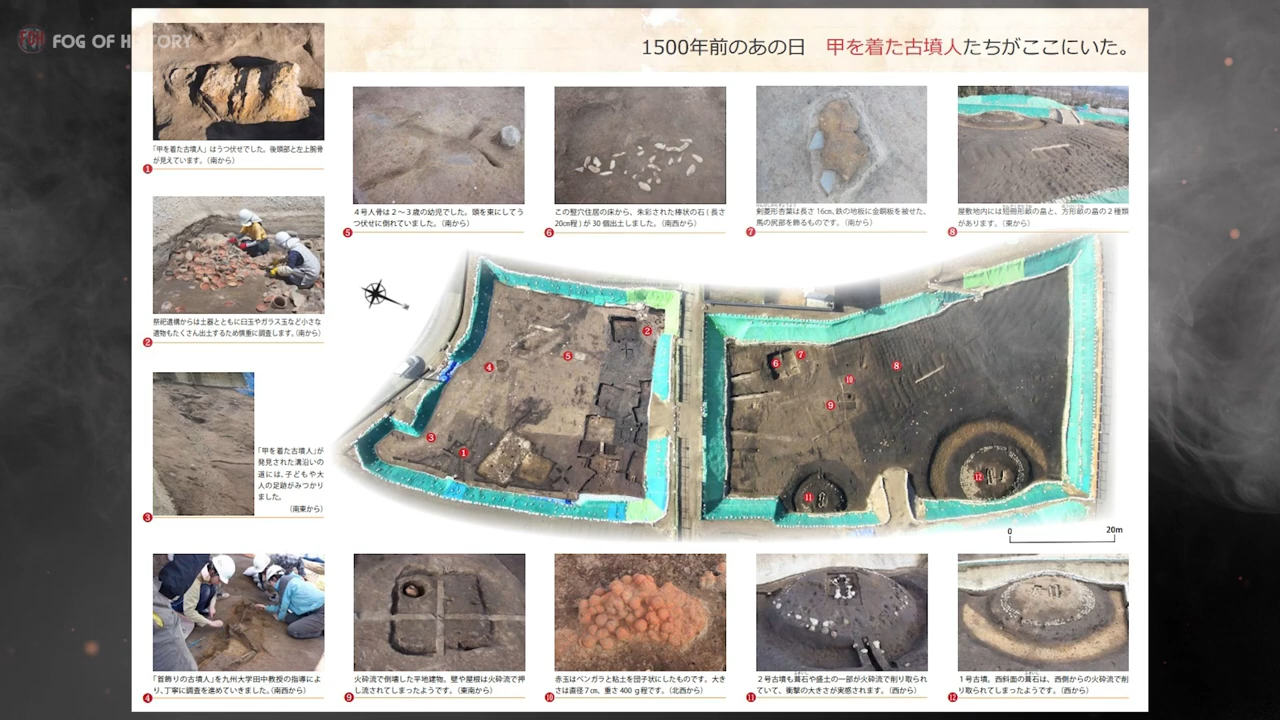 FOG OF HISTORY
1500年前のあの日　甲を着た古墳人たちがここにいた。
「甲を着た古墳人」はうつ伏せでした。後頭部と左上腕骨
が見えています。（南から）
1
祭祀遺構からは土器とともに臼玉やガラス玉など小さな
遺物もたくさん出土するため慎重に調査します。（南から）
2
「甲を着た古墳人」が
発見された溝沿いの
道には、子どもや大
人の足跡がみつかり
ました。
（南東から）
3
「首飾りの古墳人」を九州大学田中教授の指導によ
り、丁寧に調査を進めていきました。（南西から）
4
４号人骨は２～３歳の幼児でした。頭を東にしてう
つ伏せに倒れていました。（南から）
5
この竪穴住居の床から、朱彩された棒状の石（長さ
20cm程）が 30 個出土しました。（南西から）
6
剣菱形杏葉は長さ 16cm、鉄の地板に金銅板を被せた、
馬の尻部を飾るものです。（南から）
7
屋敷地内には短冊形畝の畠と、方形畝の畠の２種類
があります。（東から）
8
2
5
4
3
1
6
7
8
10
9
12
11
0
20m
火砕流で倒壊した平地建物。壁や屋根は火砕流で押
し流されてしまったようです。（東南から）
9
赤玉はベンガラと粘土を団子状にしたものです。大き
さは直径７cm、重さ 400 ｇ程です。（北西から）
10
２号古墳も葺石や盛土の一部が火砕流で削り取られ
ていて、衝撃の大きさが実感されます。（西から）
11
１号古墳。西斜面の葺石は、西側からの火砕流で削
り取られてしまったようです。（西から）
12